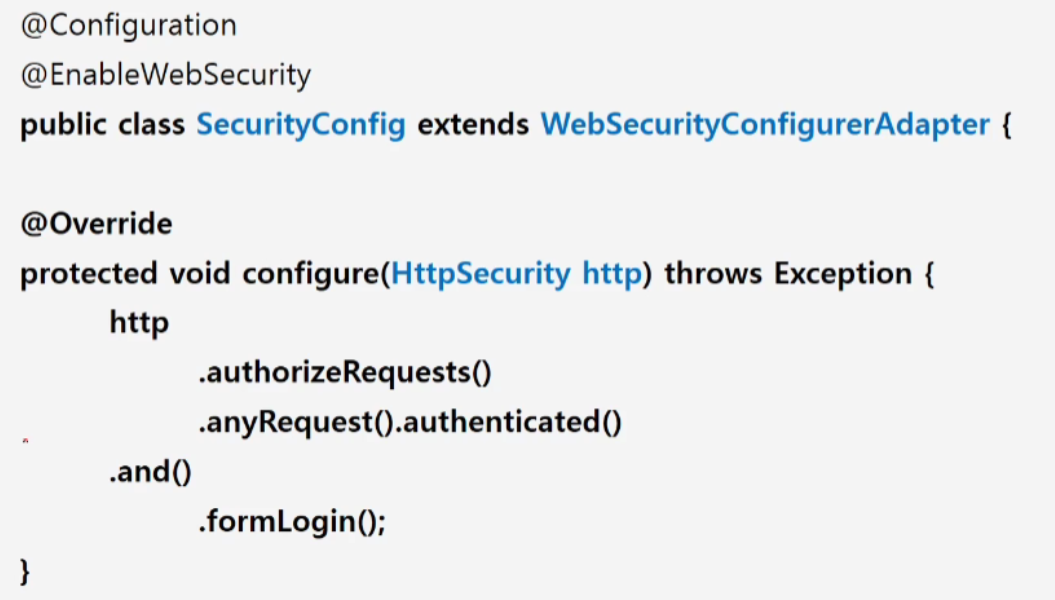 @Configuration
@EnableWebSecurity
public class SecurityConfig extends WebSecurityConfigurerAdapter {
@Override
protected void configure(HttpSecurity http) throws Exception {
http
.authorizeRequests()
.anyRequest().authenticated()
.and()
.formLogin();
}